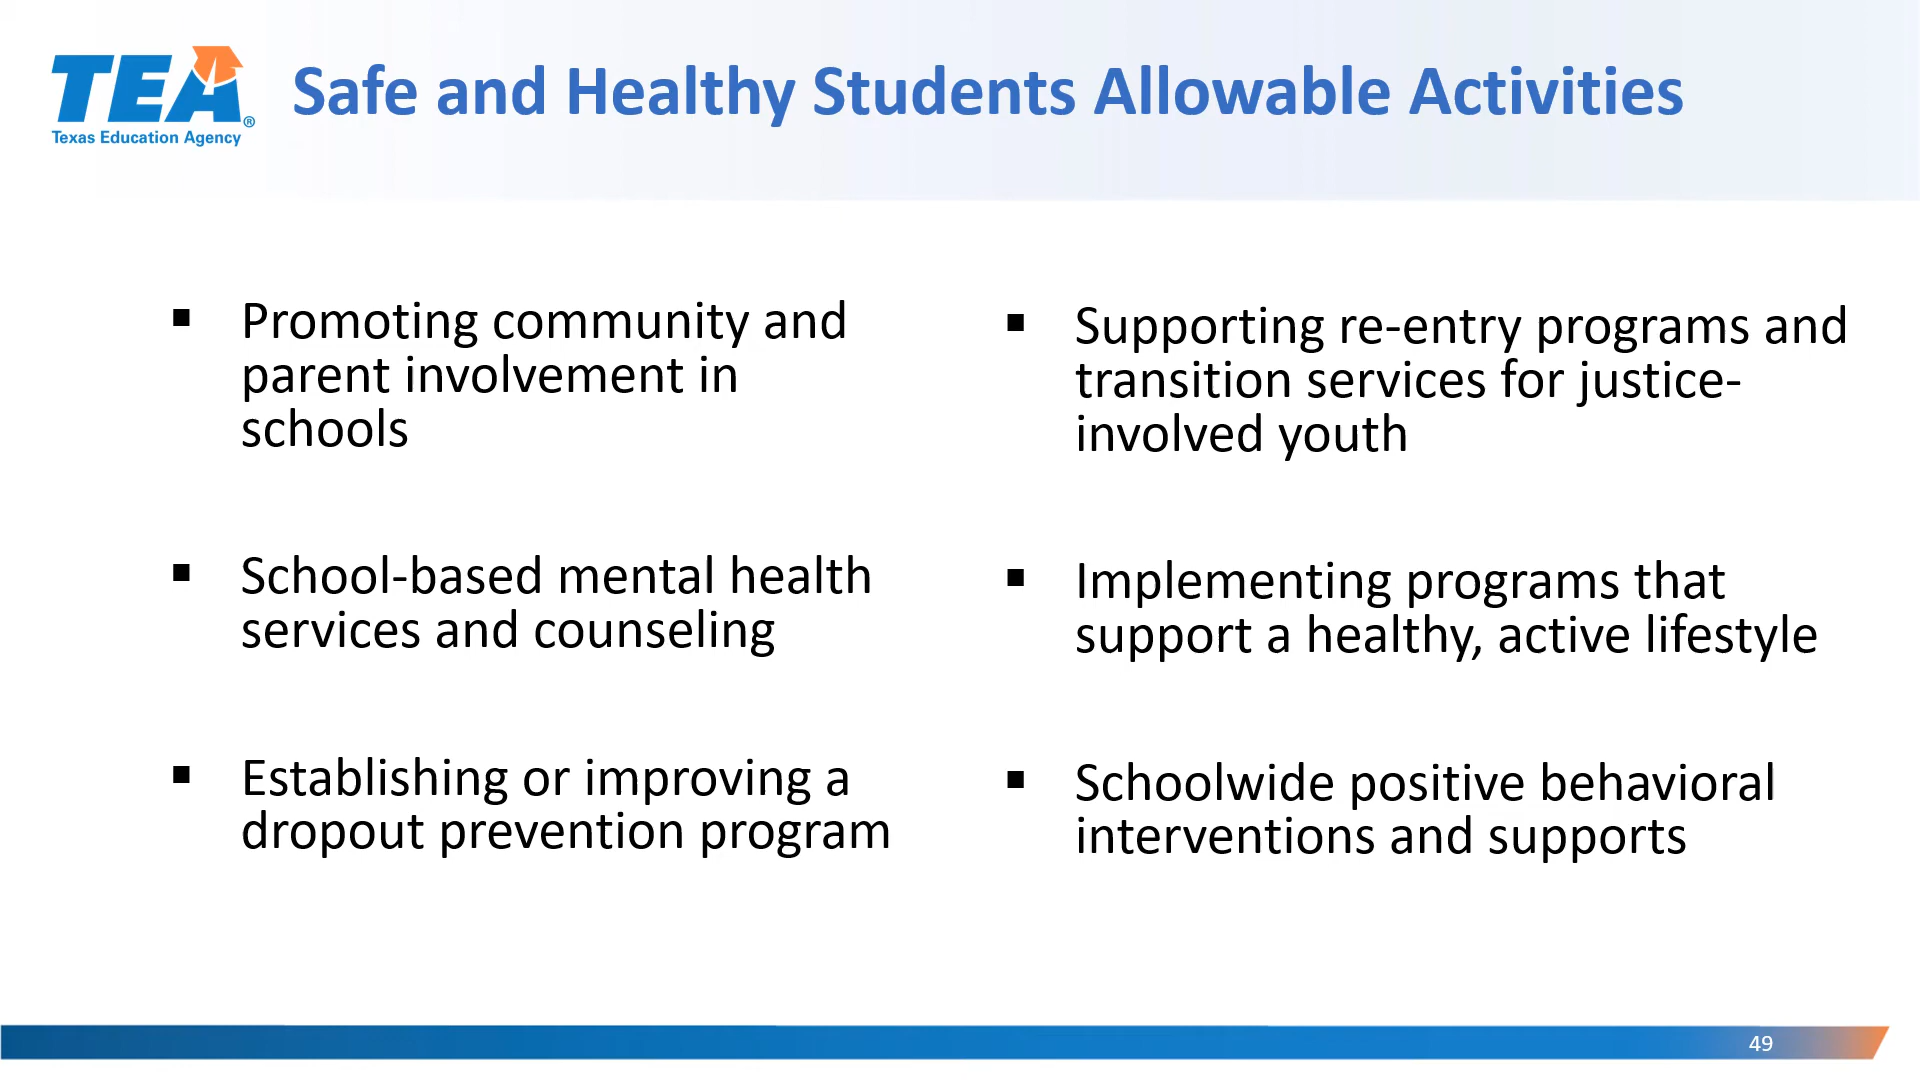 TEA®
Texas Education Agency
Safe and Healthy Students Allowable Activities
▪ Promoting community and
parent involvement in
schools
▪ School-based mental health
services and counseling
▪ Establishing or improving a
dropout prevention program
▪ Supporting re-entry programs and
transition services for justice-
involved youth
▪ Implementing programs that
support a healthy, active lifestyle
▪ Schoolwide positive behavioral
interventions and supports
49